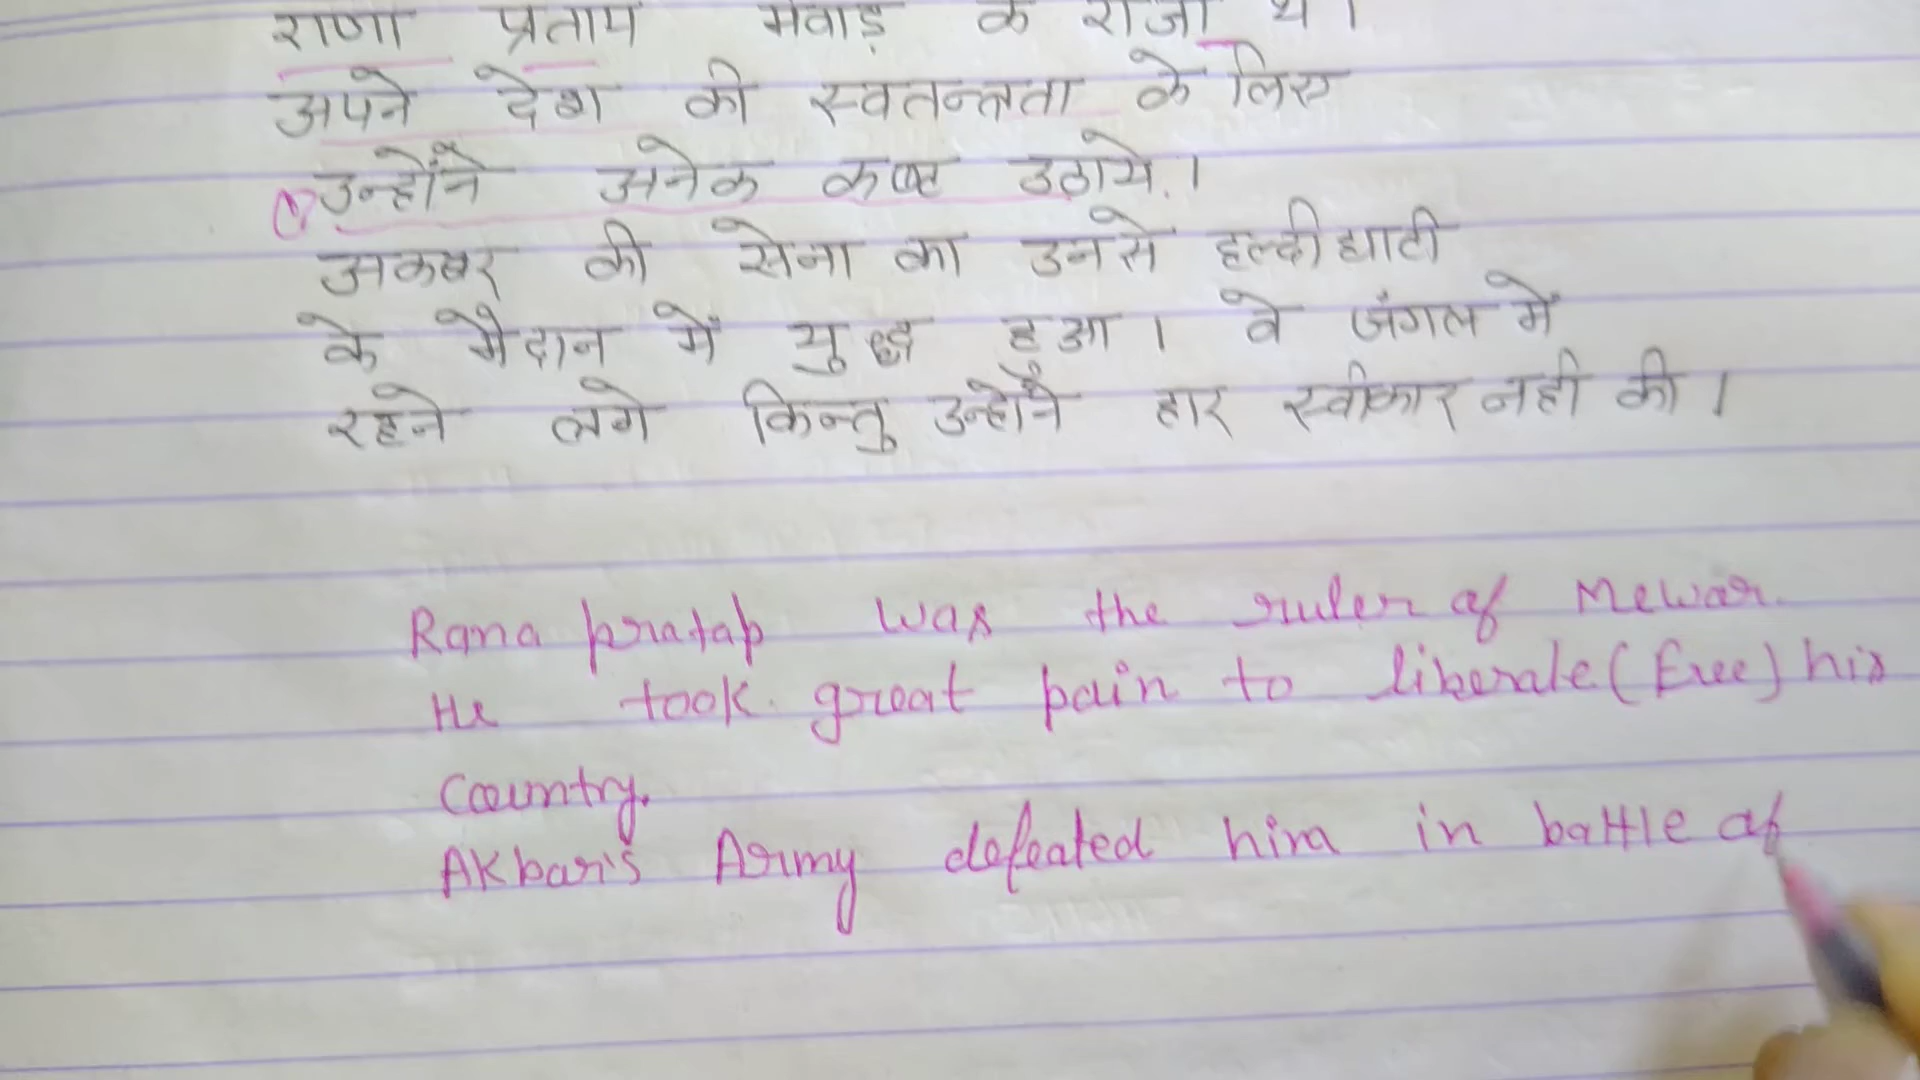 राणा प्रताप मेवाड़ के राजा थे।
अपने देश की स्वतन्त्रता के लिए
उन्होंने अनेक कष्ट उठाये।
अकबर की सेना का उनसे हल्दीघाटी
के मैदान में युद्ध हुआ। वे जंगल में
रहने लगे किन्तु उन्होंने हार स्वीकार नही की।
Rana pratap was the ruler of Mewar.
He took great pain to liberate (free) his
Country.
Akbar's Army defeated him in battle of